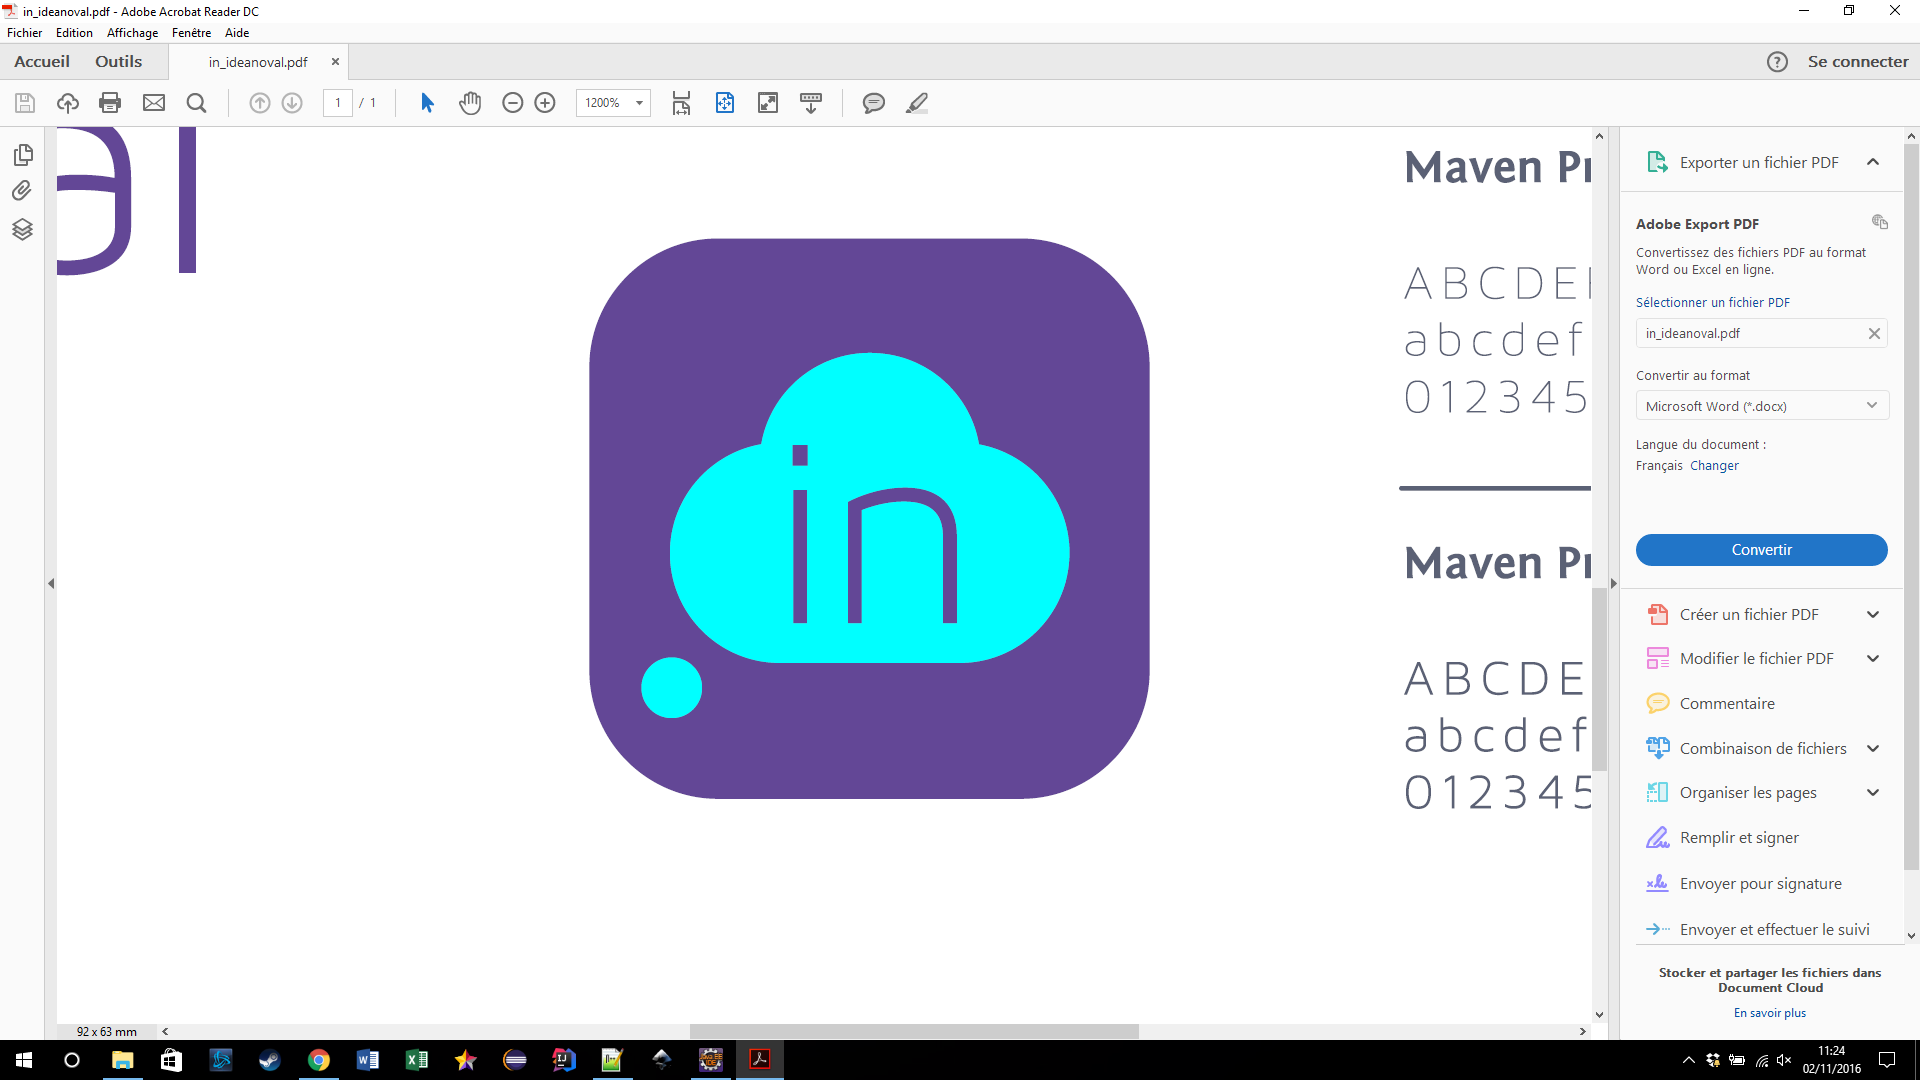 in_ideanoval.pdf - Adobe Acrobat Reader DC
Fichier Edition Affichage Fenêtre Aide
Accueil Outils in_ideanoval.pdf × ? Se connecter
1 / 1 1200%
al
in
Maven Pr
ABCDEF
abcdef
012345
Maven Pr
ABCDE
abcdef
012345
92 x 63 mm
Exporter un fichier PDF
Adobe Export PDF
Convertissez des fichiers PDF au format
Word ou Excel en ligne.
Sélectionner un fichier PDF
in_ideanoval.pdf
Convertir au format
Microsoft Word (*.docx)
Langue du document :
Français Changer
Convertir
Créer un fichier PDF
Modifier le fichier PDF
Commentaire
Combinaison de fichiers
Organiser les pages
Remplir et signer
Envoyer pour signature
Envoyer et effectuer le suivi
Stocker et partager les fichiers dans
Document Cloud
En savoir plus
11:24
02/11/2016